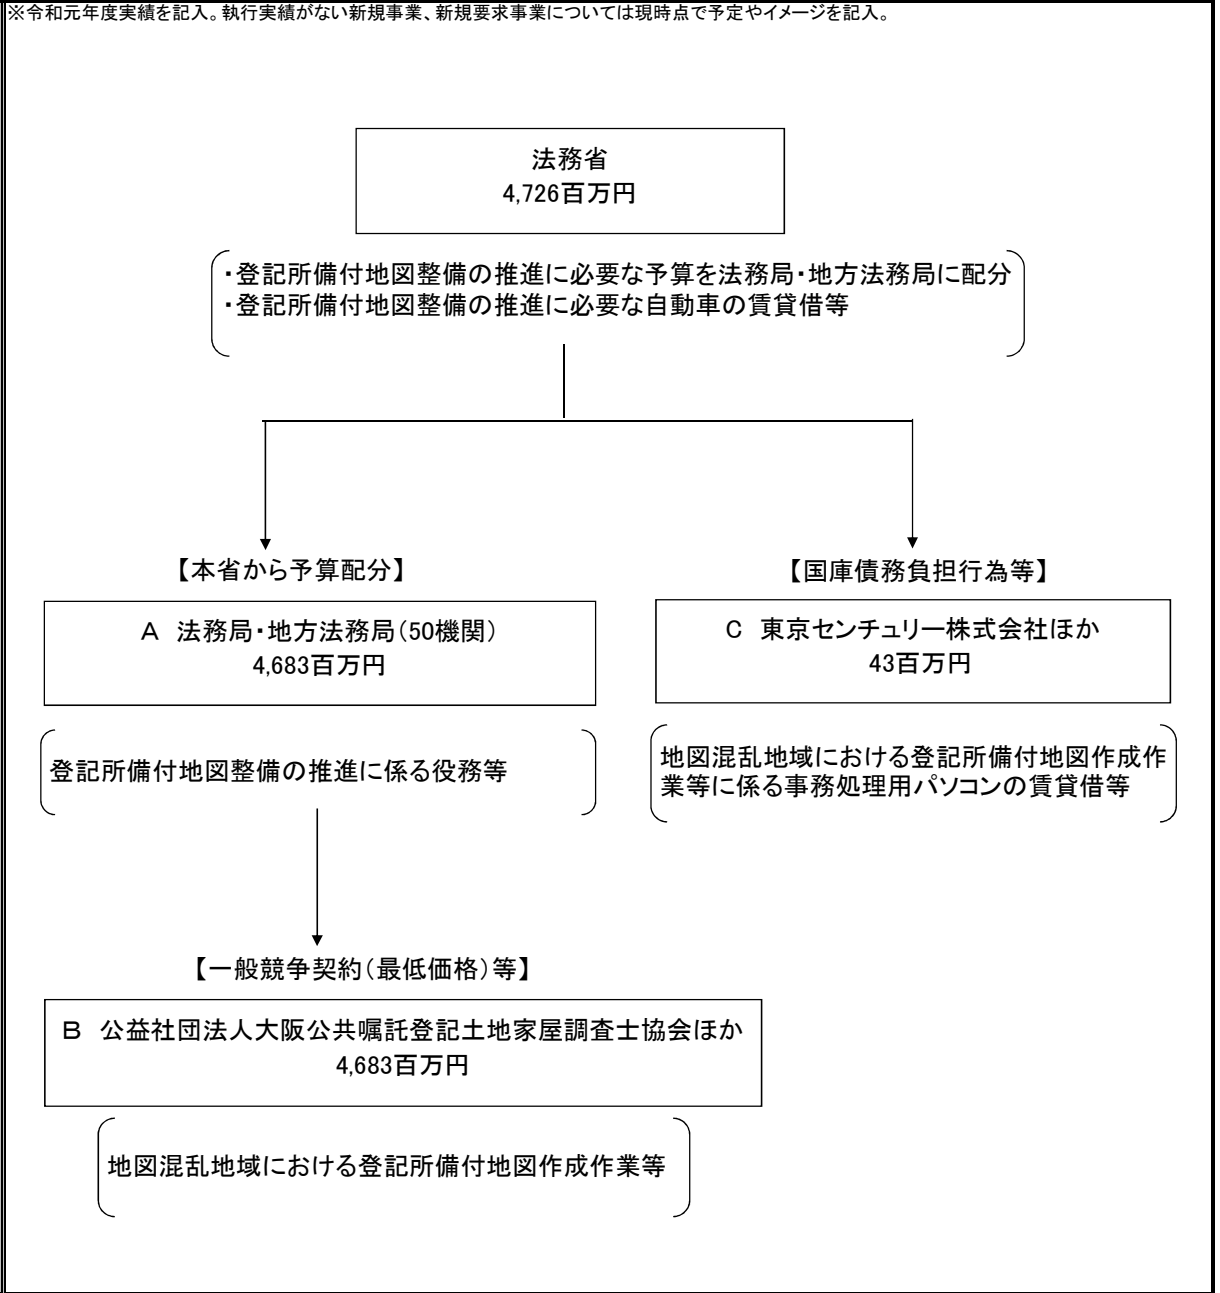 ※令和元年度実績を記入。執行実績がない新規事業、新規要求事業については現時点で予定やイメージを記入。
法務省
4,726百万円
・登記所備付地図整備の推進に必要な予算を法務局・地方法務局に配分
・登記所備付地図整備の推進に必要な自動車の賃貸借等
【本省から予算配分】
A 法務局・地方法務局（50機関）
4,683百万円
登記所備付地図整備の推進に係る役務等
【国庫債務負担行為等】
C 東京センチュリー株式会社ほか
43百万円
地図混乱地域における登記所備付地図作成作
業等に係る事務処理用パソコンの賃貸借等
【一般競争契約（最低価格）等】
B 公益社団法人大阪公共嘱託登記土地家屋調査士協会ほか
4,683百万円
地図混乱地域における登記所備付地図作成作業等